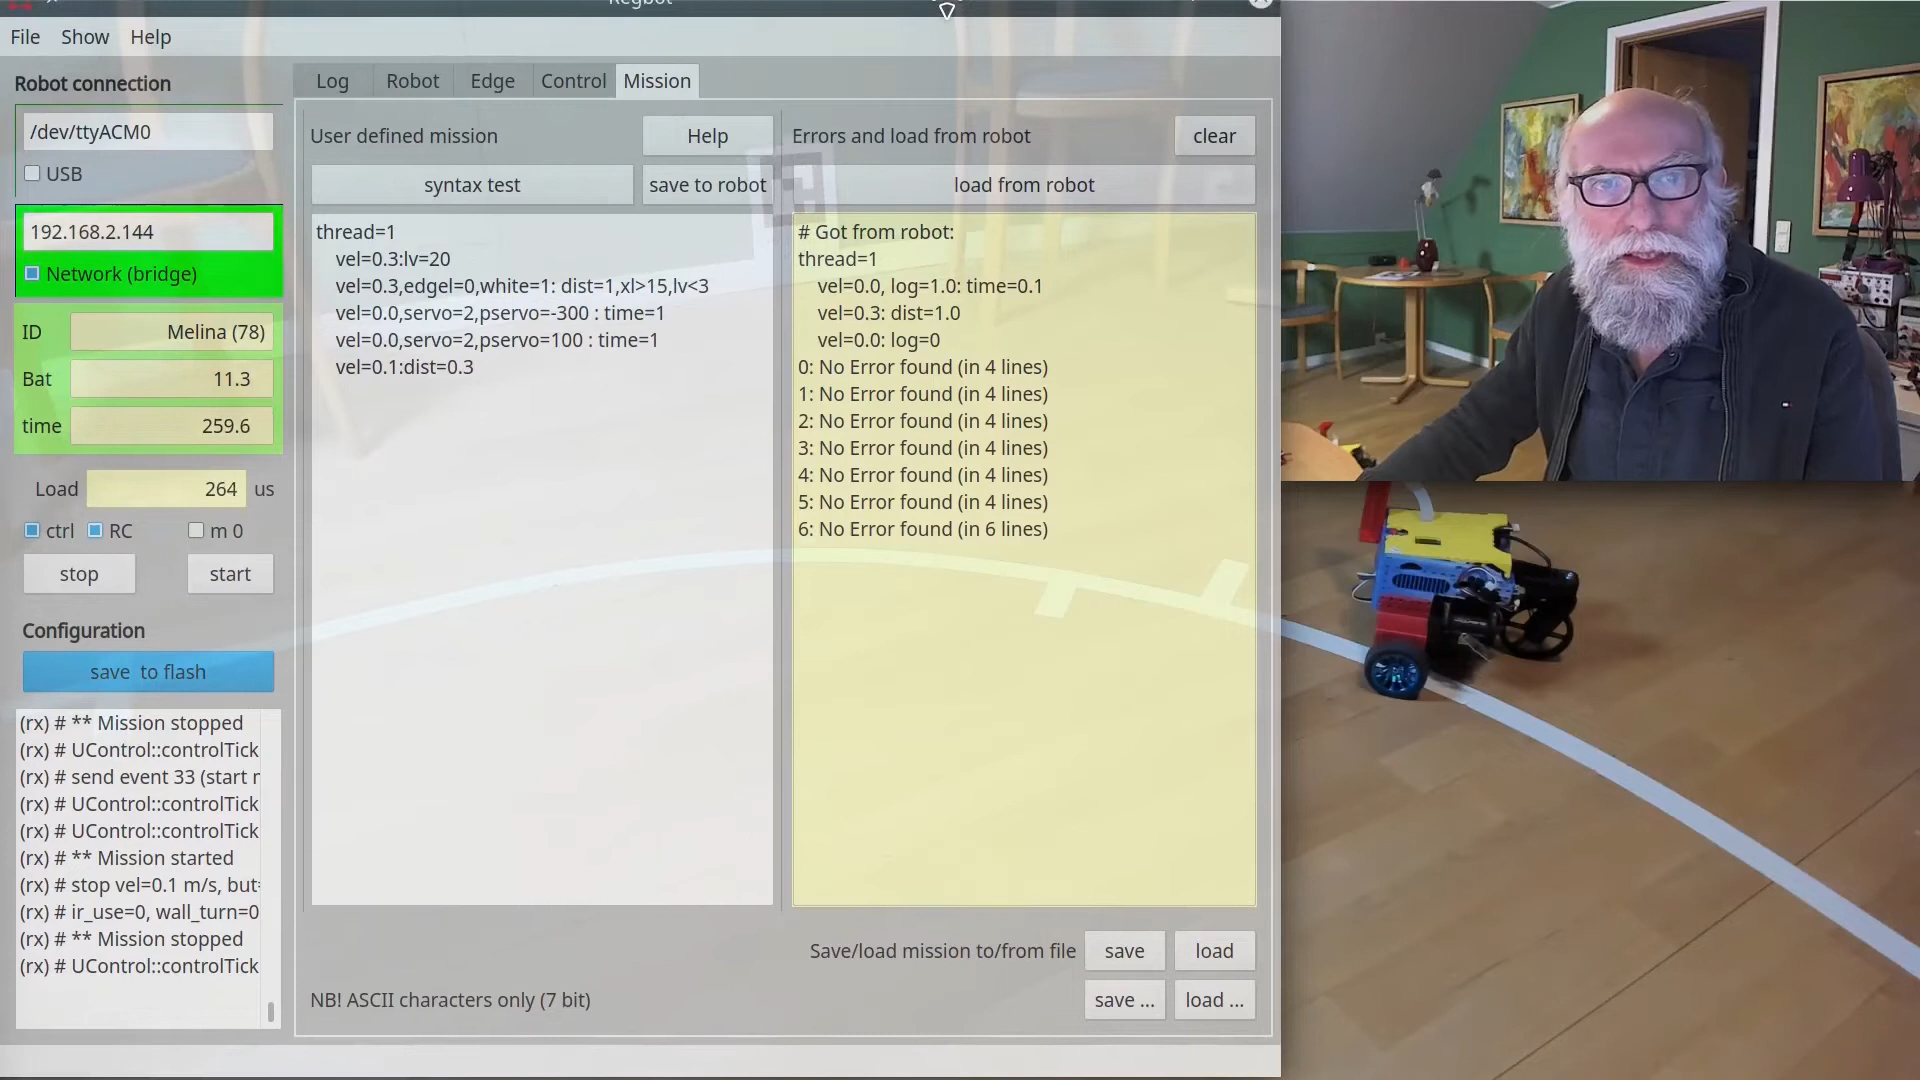 Regbot
File Show Help
Robot connection
/dev/ttyACM0
USB
192.168.2.144
Network (bridge)
ID Melina (78)
Bat 11.3
time 259.6
Load 264 us
ctrl RC m 0
stop start
Configuration
save to flash
(rx) # ** Mission stopped
(rx) # UControl::controlTick
(rx) # send event 33 (start
(rx) # UControl::controlTick
(rx) # UControl::controlTick
(rx) # ** Mission started
(rx) # stop vel=0.1 m/s, but
(rx) # ir_use=0, wall_turn=0
(rx) # ** Mission stopped
(rx) # UControl::controlTick
Log Robot Edge Control Mission
User defined mission Help
syntax test save to robot
thread=1
vel=0.3:lv=20
vel=0.3,edgel=0,white=1: dist=1,xl>15,lv<3
vel=0.0,servo=2,pservo=-300 : time=1
vel=0.0,servo=2,pservo=100 : time=1
vel=0.1:dist=0.3
Errors and load from robot clear
load from robot
# Got from robot:
thread=1
vel=0.0, log=1.0: time=0.1
vel=0.3: dist=1.0
vel=0.0: log=0
0: No Error found (in 4 lines)
1: No Error found (in 4 lines)
2: No Error found (in 4 lines)
3: No Error found (in 4 lines)
4: No Error found (in 4 lines)
5: No Error found (in 4 lines)
6: No Error found (in 6 lines)
Save/load mission to/from file save load
NB! ASCII characters only (7 bit) save ... load ...